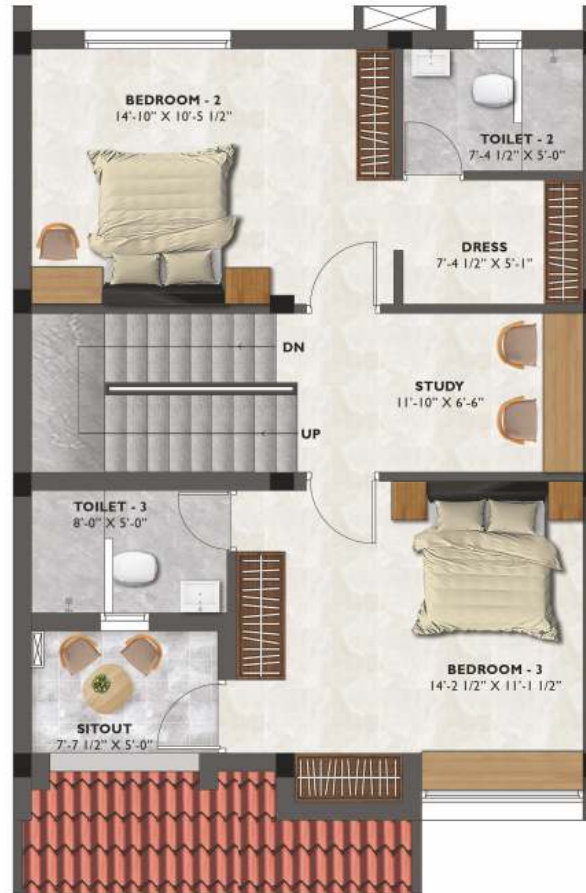 BEDROOM - 2
14'-10" X 10'-5 1/2"
TOILET - 2
7'-4 1/2" X 5'-0"
DRESS
7'-4 1/2" X 5'-1"
DN
STUDY
11'-10" X 6'-6"
UP
TOILET - 3
8'-0" X 5'-0"
BEDROOM - 3
14'-2 1/2" X 11'-1 1/2"
SITOUT
7'-7 1/2" X 5'-0"